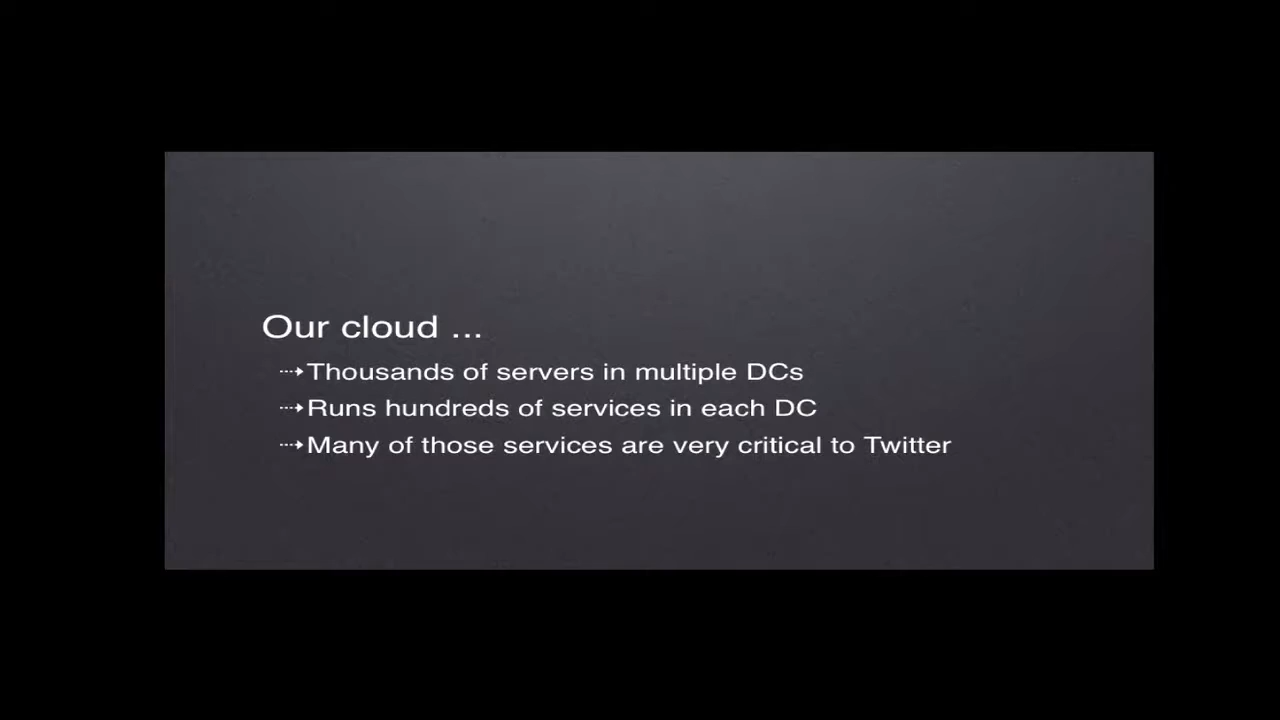 Our cloud ...
⤏Thousands of servers in multiple DCs
⤏Runs hundreds of services in each DC
⤏Many of those services are very critical to Twitter